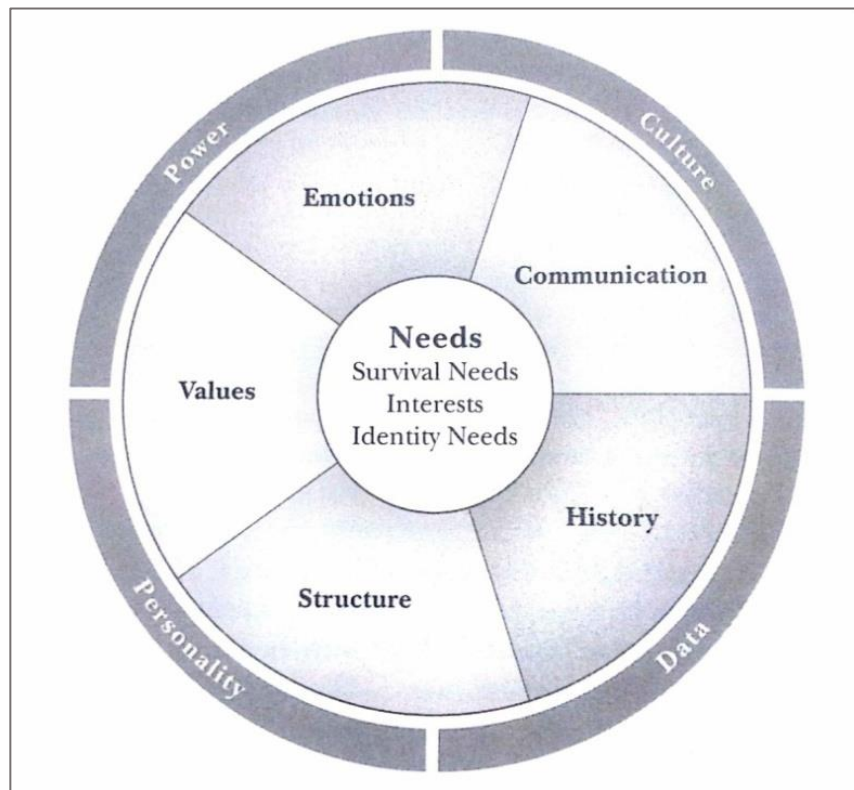 Power
Culture
Emotions
Communication
Needs
Survival Needs
Interests
Identity Needs
Values
History
Structure
Personality
Data